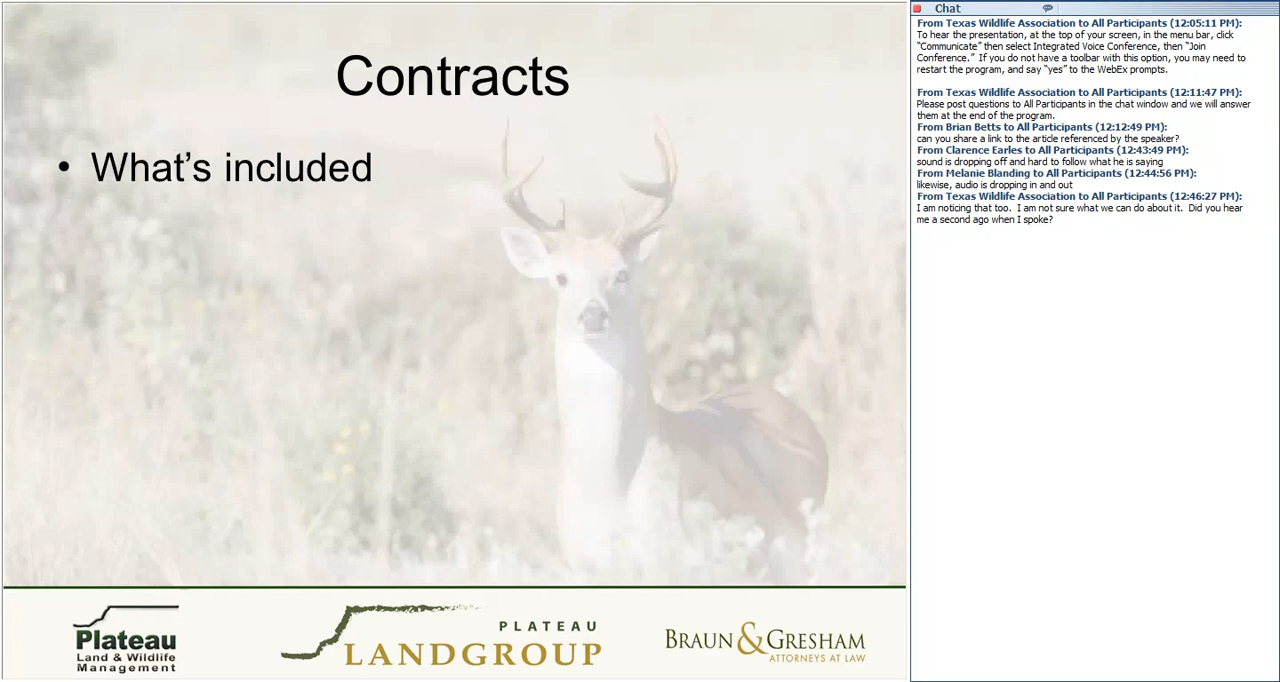 Contracts
• What's included
Plateau
Land & Wildlife
Management
PLATEAU
LANDGROUP
BRAUN & GRESHAM
ATTORNEYS AT LAW
Chat
From Texas Wildlife Association to All Participants (12:05:11 PM):
To hear the presentation, at the top of your screen, in the menu bar, click
“Communicate” then select Integrated Voice Conference, then “Join
Conference.” If you do not have a toolbar with this option, you may need to
restart the program, and say “yes” to the WebEx prompts.
From Texas Wildlife Association to All Participants (12:11:47 PM):
Please post questions to All Participants in the chat window and we will answer
them at the end of the program.
From Brian Betts to All Participants (12:12:49 PM):
can you share a link to the article referenced by the speaker?
From Clarence Earles to All Participants (12:43:49 PM):
sound is dropping off and hard to follow what he is saying
From Melanie Blanding to All Participants (12:44:56 PM):
likewise, audio is dropping in and out
From Texas Wildlife Association to All Participants (12:46:27 PM):
I am noticing that too. I am not sure what we can do about it. Did you hear
me a second ago when I spoke?